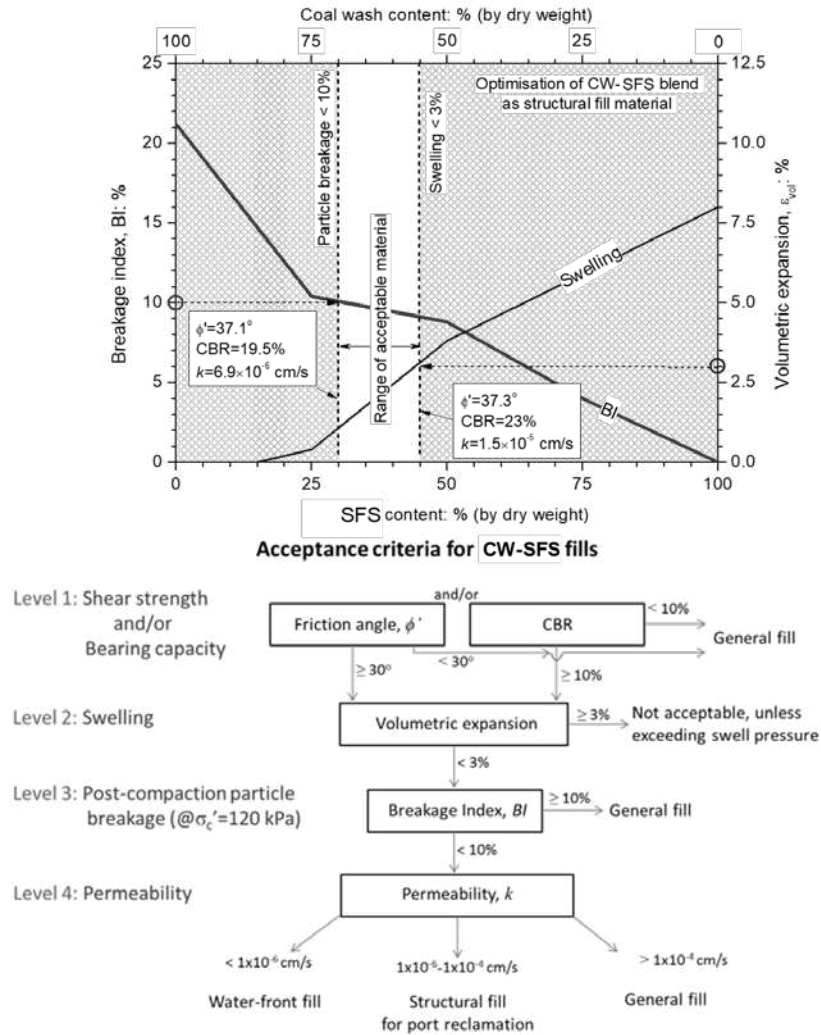 Coal wash content: % (by dry weight)
100 75 50 25 0
25
20
15
10
5
0
Breakage index, BI: %
12.5
10.0
7.5
5.0
2.5
0.0
Volumetric expansion, εvol: %
Particle breakage < 10%
Swelling < 3%
Optimisation of CW-SFS blend
as structural fill material
Range of acceptable material
Swelling
BI
ϕ'=37.1°
CBR=19.5%
k=6.9×10⁻⁶ cm/s
ϕ'=37.3°
CBR=23%
k=1.5×10⁻⁵ cm/s
0 25 50 75 100
SFS content: % (by dry weight)
Acceptance criteria for CW-SFS fills
Level 1: Shear strength
and/or
Bearing capacity
and/or
Friction angle, ϕ'
CBR
< 10%
General fill
≥ 30°
< 30°
≥ 10%
Level 2: Swelling
Volumetric expansion
≥ 3%
Not acceptable, unless
exceeding swell pressure
< 3%
Level 3: Post-compaction particle
breakage (@σc'=120 kPa)
Breakage Index, BI
≥ 10%
General fill
< 10%
Level 4: Permeability
Permeability, k
< 1x10⁻⁶ cm/s
1x10⁻⁶-1x10⁻⁴ cm/s
> 1x10⁻⁴ cm/s
Water-front fill
Structural fill
for port reclamation
General fill